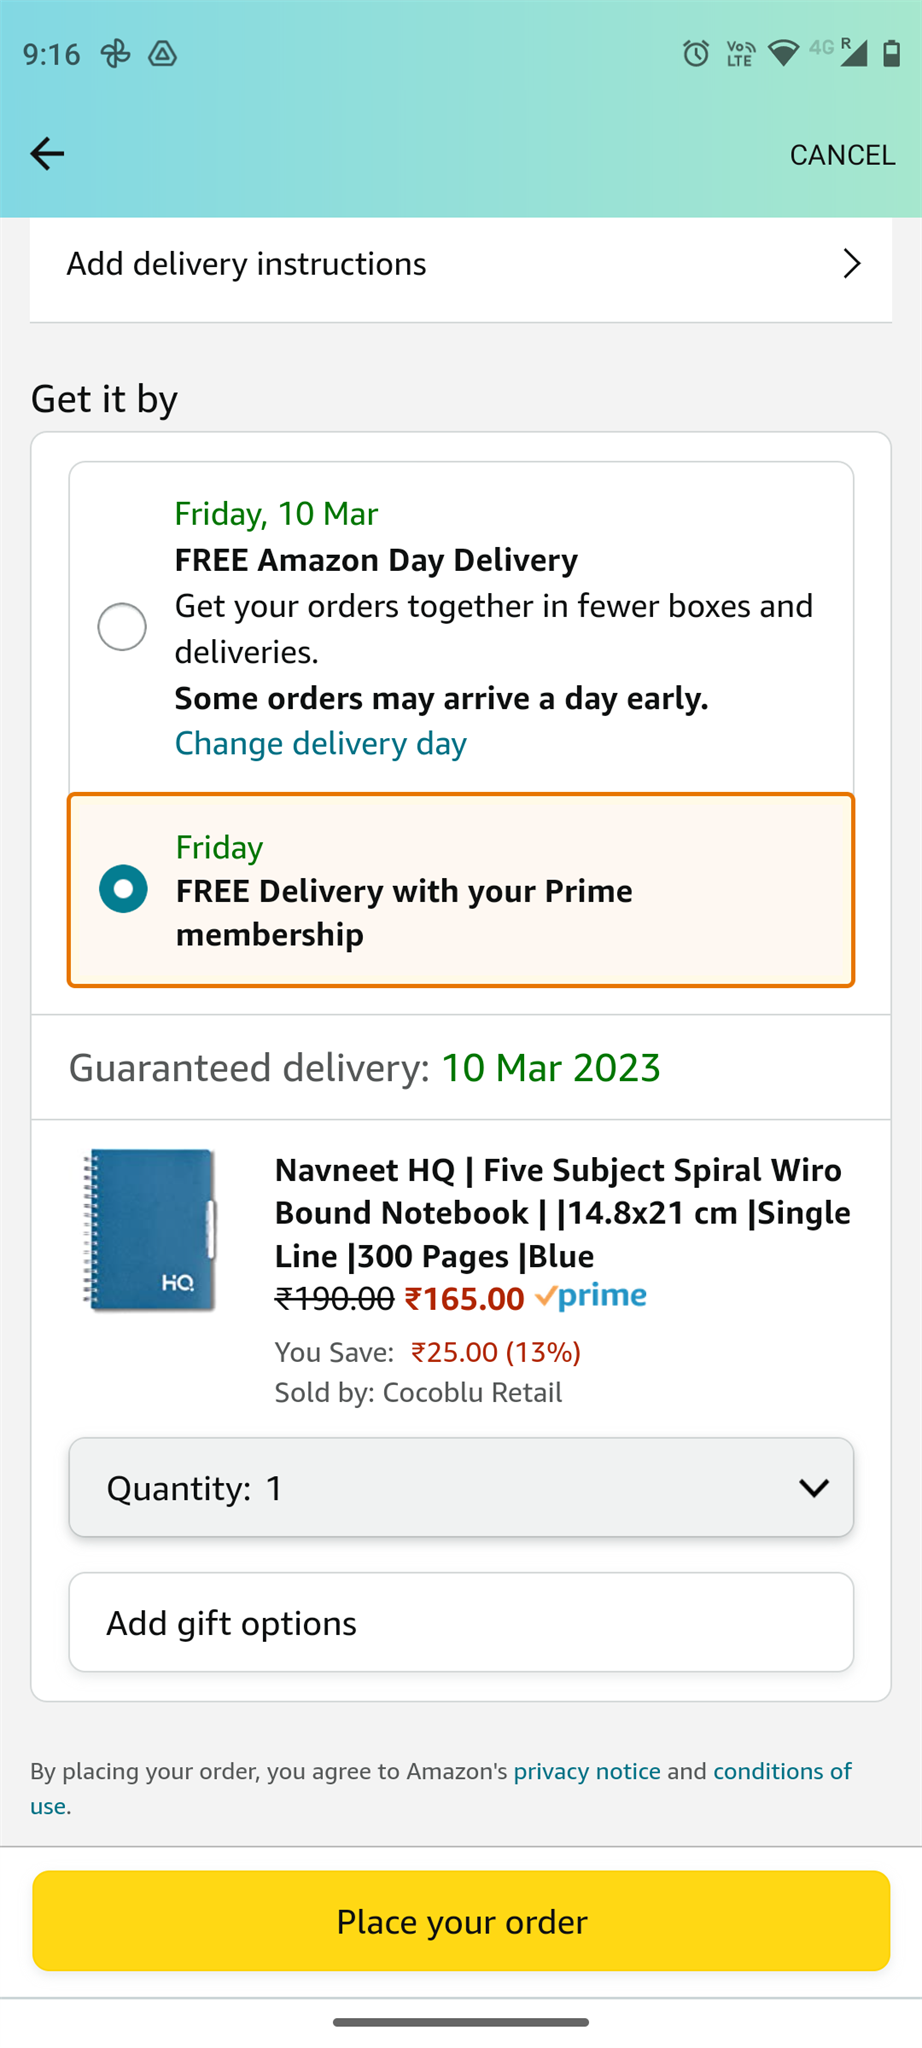 9:16
Vo)) LTE 4G R
CANCEL
Add delivery instructions
Get it by
Friday, 10 Mar
FREE Amazon Day Delivery
Get your orders together in fewer boxes and
deliveries.
Some orders may arrive a day early.
Change delivery day
Friday
FREE Delivery with your Prime
membership
Guaranteed delivery: 10 Mar 2023
HQ.
Navneet HQ | Five Subject Spiral Wiro
Bound Notebook | |14.8x21 cm |Single
Line |300 Pages |Blue
₹190.00 ₹165.00 prime
You Save: ₹25.00 (13%)
Sold by: Cocoblu Retail
Quantity: 1
Add gift options
By placing your order, you agree to Amazon's privacy notice and conditions of
use.
Place your order